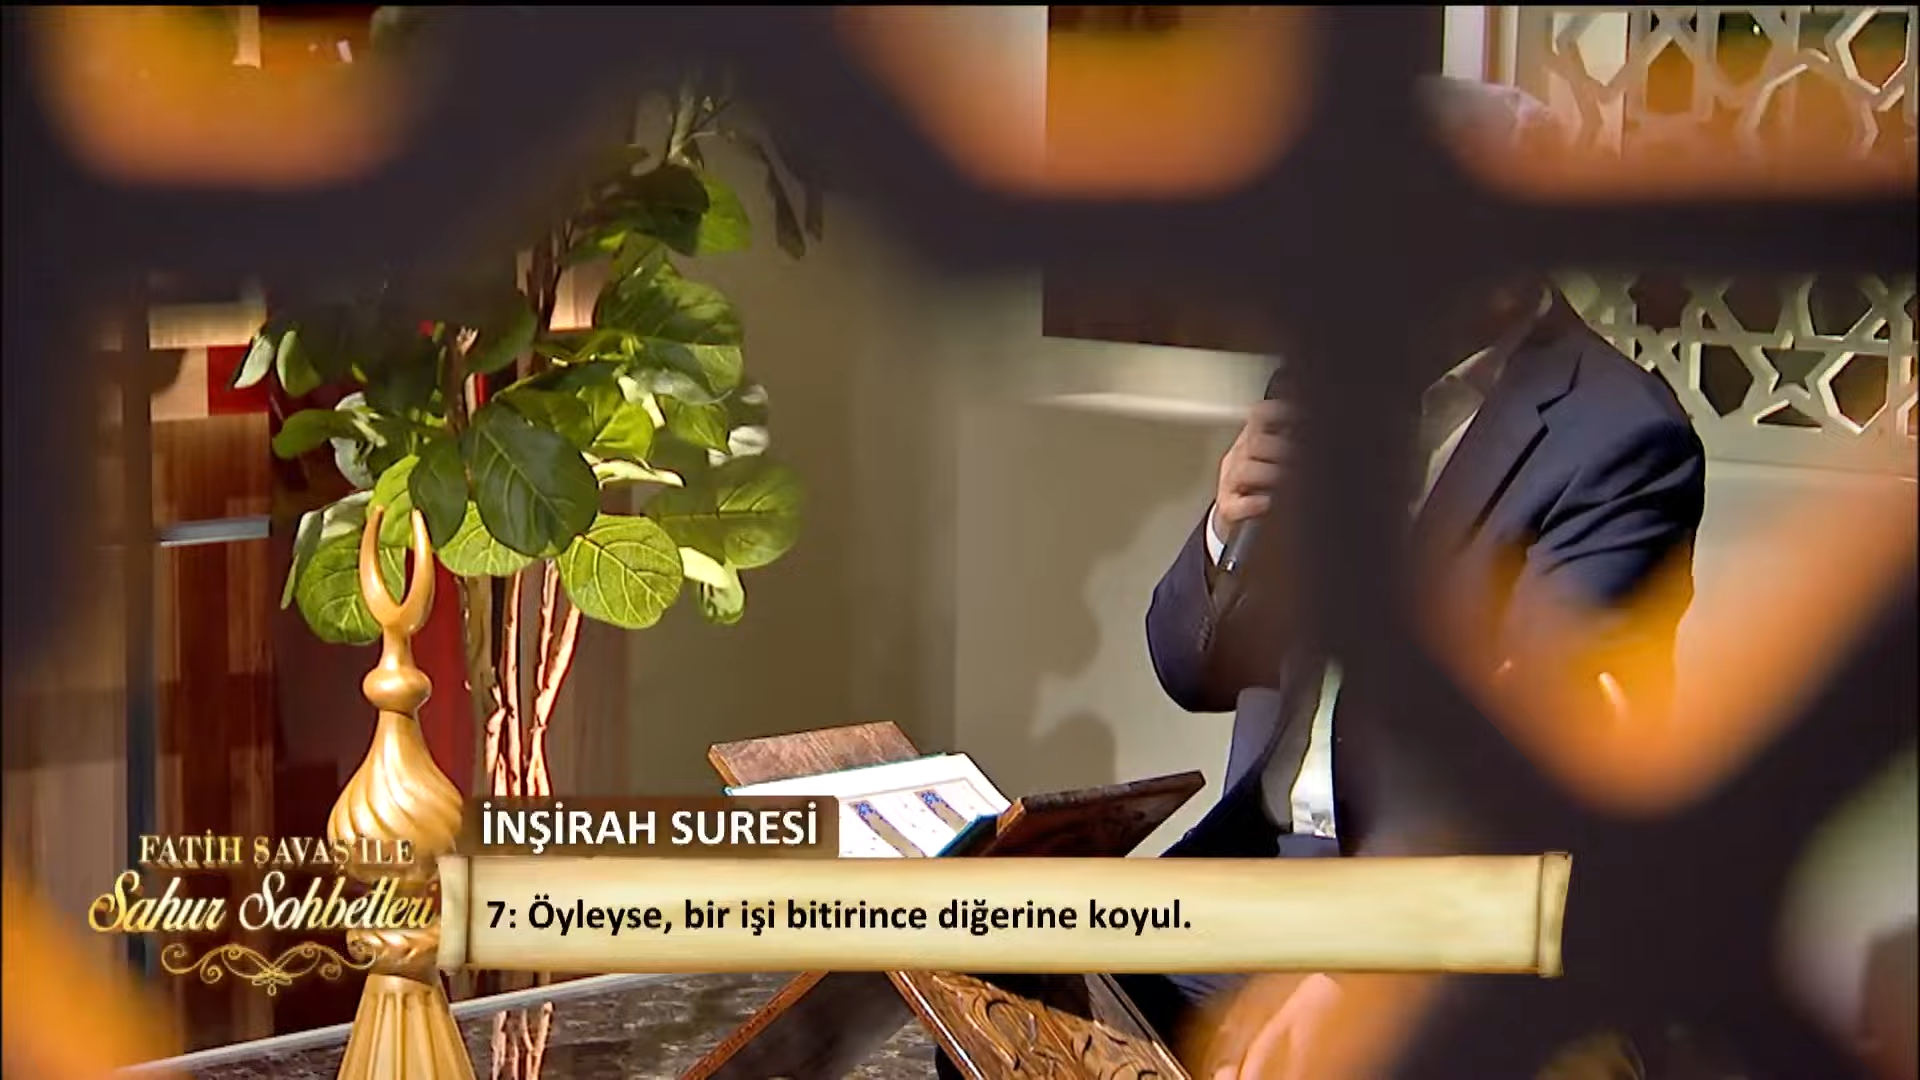 İNŞİRAH SURESİ
FATİH SAVAŞ İLE
Sahur Sohbetleri
7: Öyleyse, bir işi bitirince diğerine koyul.